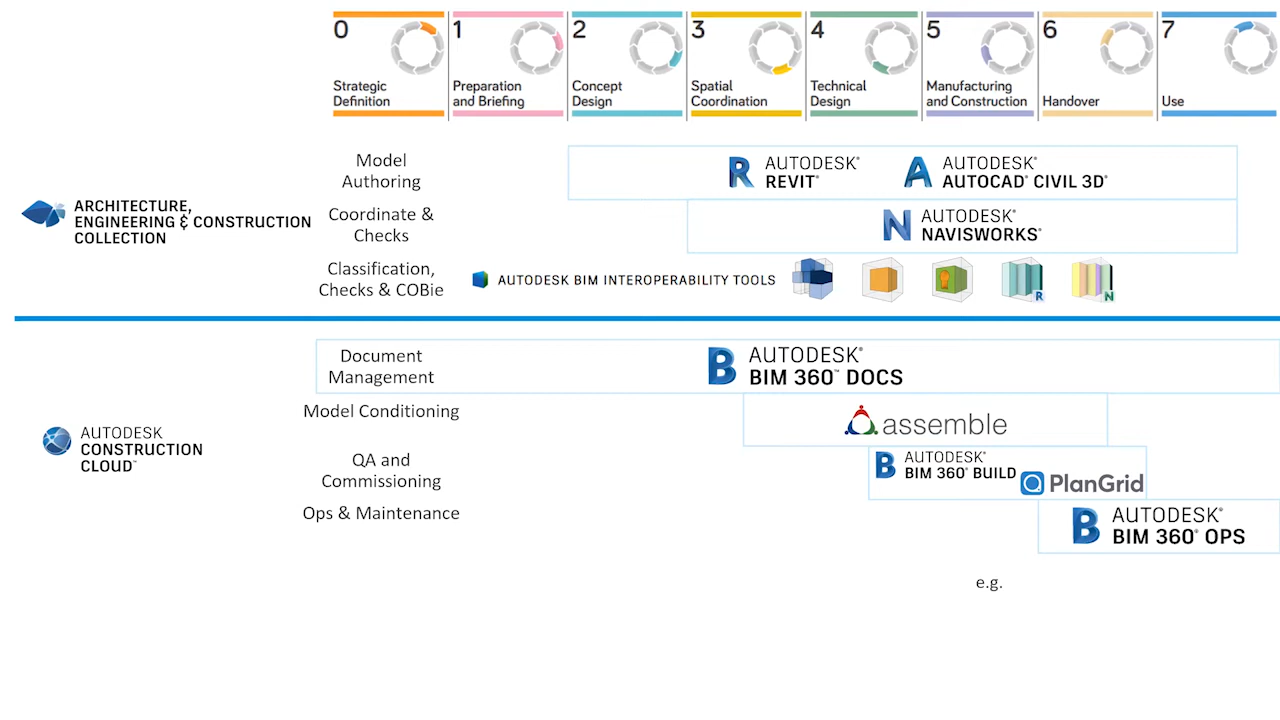 0
Strategic
Definition
1
Preparation
and Briefing
2
Concept
Design
3
Spatial
Coordination
4
Technical
Design
5
Manufacturing
and Construction
6
Handover
7
Use
ARCHITECTURE,
ENGINEERING & CONSTRUCTION
COLLECTION
Model
Authoring
R AUTODESK®
REVIT®
A AUTODESK®
AUTOCAD® CIVIL 3D®
Coordinate &
Checks
N AUTODESK®
NAVISWORKS®
Classification,
Checks & COBie
AUTODESK BIM INTEROPERABILITY TOOLS
R
N
AUTODESK
CONSTRUCTION
CLOUD™
Document
Management
B AUTODESK®
BIM 360™ DOCS
Model Conditioning
assemble
QA and
Commissioning
B AUTODESK®
BIM 360® BUILD
PlanGrid
Ops & Maintenance
B AUTODESK®
BIM 360® OPS
e.g.